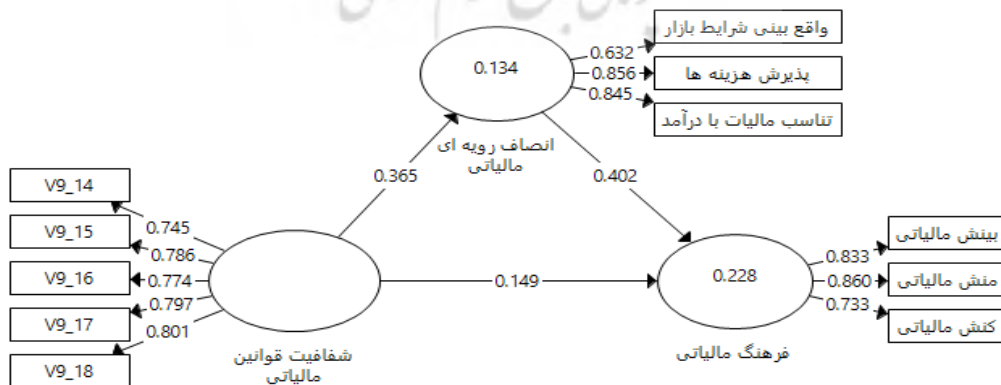 واقع بینی شرایط بازار
0.632
0.134
0.856
پذیرش هزینه ها
0.845
تناسب مالیات با درآمد
انصاف رویه ای
مالیاتی
0.365
0.402
V9_14
0.745
V9_15
0.786
V9_16
0.774
V9_17
0.797
V9_18
0.801
0.149
شفافیت قوانین
مالیاتی
0.228
فرهنگ مالیاتی
0.833
بینش مالیاتی
0.860
منش مالیاتی
0.733
کنش مالیاتی